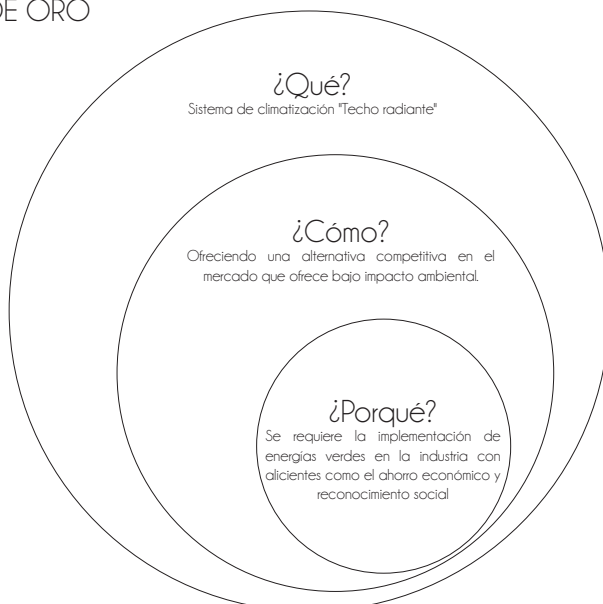 DE ORO
¿Qué?
Sistema de climatización "Techo radiante"
¿Cómo?
Ofreciendo una alternativa competitiva en el
mercado que ofrece bajo impacto ambiental.
¿Porqué?
Se requiere la implementación de
energías verdes en la industria con
alicientes como el ahorro económico y
reconocimiento social